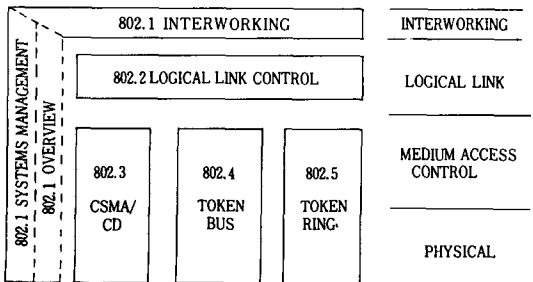 802.1 INTERWORKING
802.2 LOGICAL LINK CONTROL
802.1 SYSTEMS MANAGEMENT
802.1 OVERVIEW
802.3
CSMA/
CD
802.4
TOKEN
BUS
802.5
TOKEN
RING
INTERWORKING
LOGICAL LINK
MEDIUM ACCESS
CONTROL
PHYSICAL